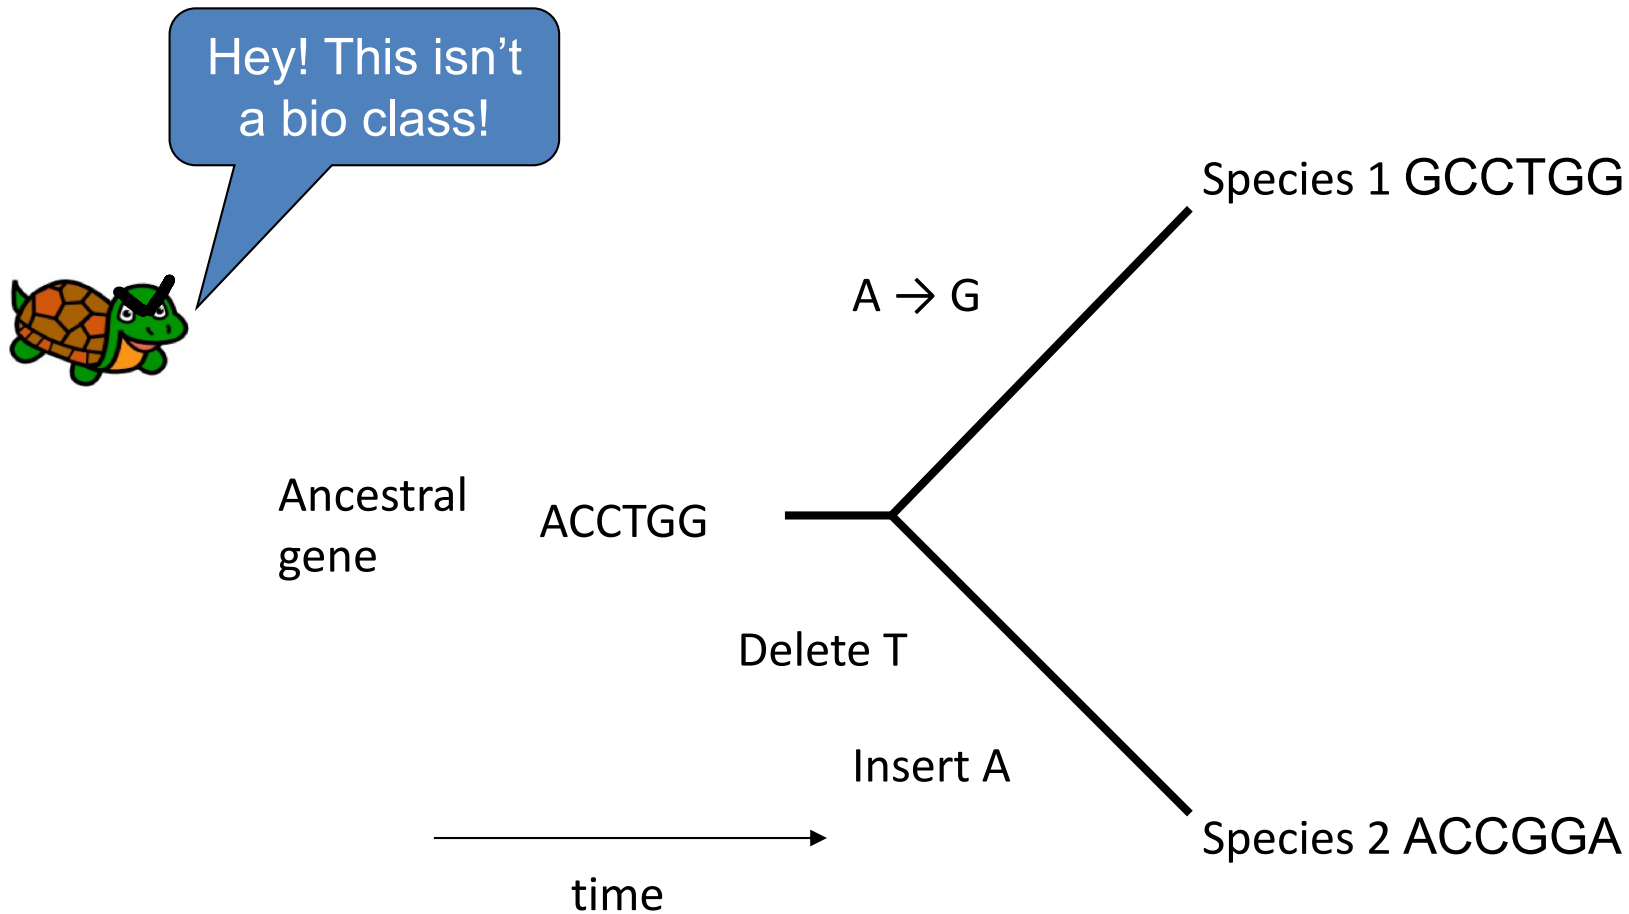 Hey! This isn't
a bio class!
Species 1 GCCTGG
A → G
Ancestral
gene
ACCTGG
Delete T
Insert A
Species 2 ACCGGA
time